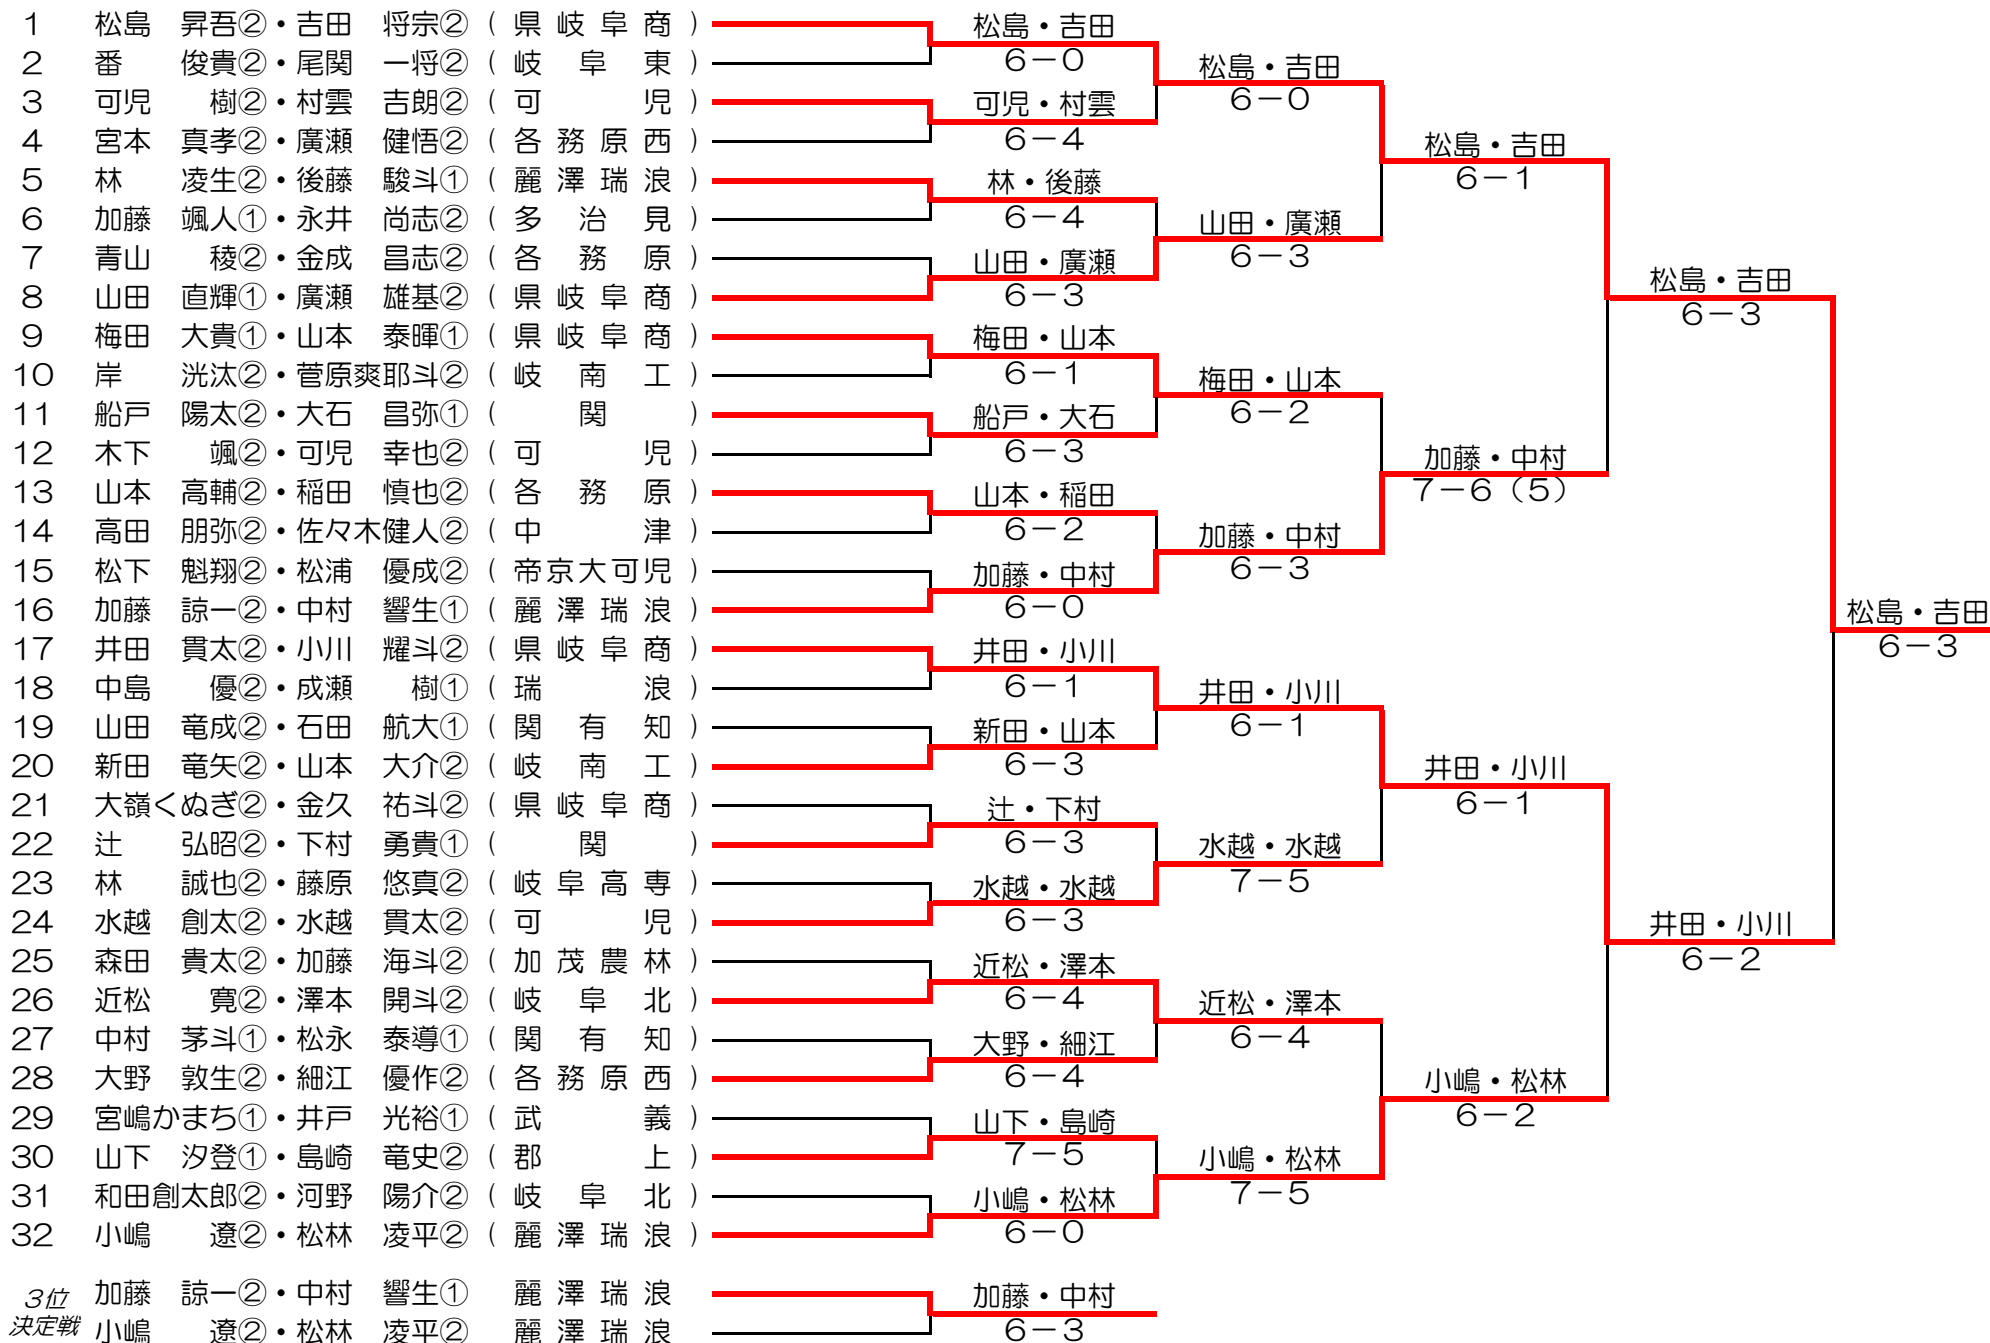 1 松島 昇吾②・吉田 将宗② ( 県岐阜商 )
2 番 俊貴②・尾関 一将② ( 岐阜東 )
3 可児 樹②・村雲 吉朗② ( 可児 )
4 宮本 真孝②・廣瀬 健悟② ( 各務原西 )
5 林 凌生②・後藤 駿斗① ( 麗澤瑞浪 )
6 加藤 颯人①・永井 尚志② ( 多治見 )
7 青山 稜②・金成 昌志② ( 各務原 )
8 山田 直輝①・廣瀬 雄基② ( 県岐阜商 )
9 梅田 大貴①・山本 泰暉① ( 県岐阜商 )
10 岸 洸汰②・菅原爽耶斗② ( 岐南工 )
11 船戸 陽太②・大石 昌弥① ( 関 )
12 木下 颯②・可児 幸也② ( 可児 )
13 山本 高輔②・稲田 慎也② ( 各務原 )
14 高田 朋弥②・佐々木健人② ( 中津 )
15 松下 魁翔②・松浦 優成② ( 帝京大可児 )
16 加藤 諒一②・中村 響生① ( 麗澤瑞浪 )
17 井田 貫太②・小川 耀斗② ( 県岐阜商 )
18 中島 優②・成瀬 樹① ( 瑞浪 )
19 山田 竜成②・石田 航大① ( 関有知 )
20 新田 竜矢②・山本 大介② ( 岐南工 )
21 大嶺くぬぎ②・金久 祐斗② ( 県岐阜商 )
22 辻 弘昭②・下村 勇貴① ( 関 )
23 林 誠也②・藤原 悠真② ( 岐阜高専 )
24 水越 創太②・水越 貫太② ( 可児 )
25 森田 貴太②・加藤 海斗② ( 加茂農林 )
26 近松 寛②・澤本 開斗② ( 岐阜北 )
27 中村 茅斗①・松永 泰導① ( 関有知 )
28 大野 敦生②・細江 優作② ( 各務原西 )
29 宮嶋かまち①・井戸 光裕① ( 武義 )
30 山下 汐登①・島崎 竜史② ( 郡上 )
31 和田創太郎②・河野 陽介② ( 岐阜北 )
32 小嶋 遼②・松林 凌平② ( 麗澤瑞浪 )
松島・吉田
6-0
可児・村雲
6-4
林・後藤
6-4
山田・廣瀬
6-3
梅田・山本
6-1
船戸・大石
6-3
山本・稲田
6-2
加藤・中村
6-0
井田・小川
6-1
新田・山本
6-3
辻・下村
6-3
水越・水越
6-3
近松・澤本
6-4
大野・細江
6-4
山下・島崎
7-5
小嶋・松林
6-0
松島・吉田
6-0
山田・廣瀬
6-3
梅田・山本
6-2
加藤・中村
6-3
井田・小川
6-1
水越・水越
7-5
近松・澤本
6-4
小嶋・松林
7-5
松島・吉田
6-1
加藤・中村
7-6(5)
井田・小川
6-1
小嶋・松林
6-2
松島・吉田
6-3
井田・小川
6-2
松島・吉田
6-3
3位
決定戦
加藤 諒一②・中村 響生① 麗澤瑞浪
小嶋 遼②・松林 凌平② 麗澤瑞浪
加藤・中村
6-3